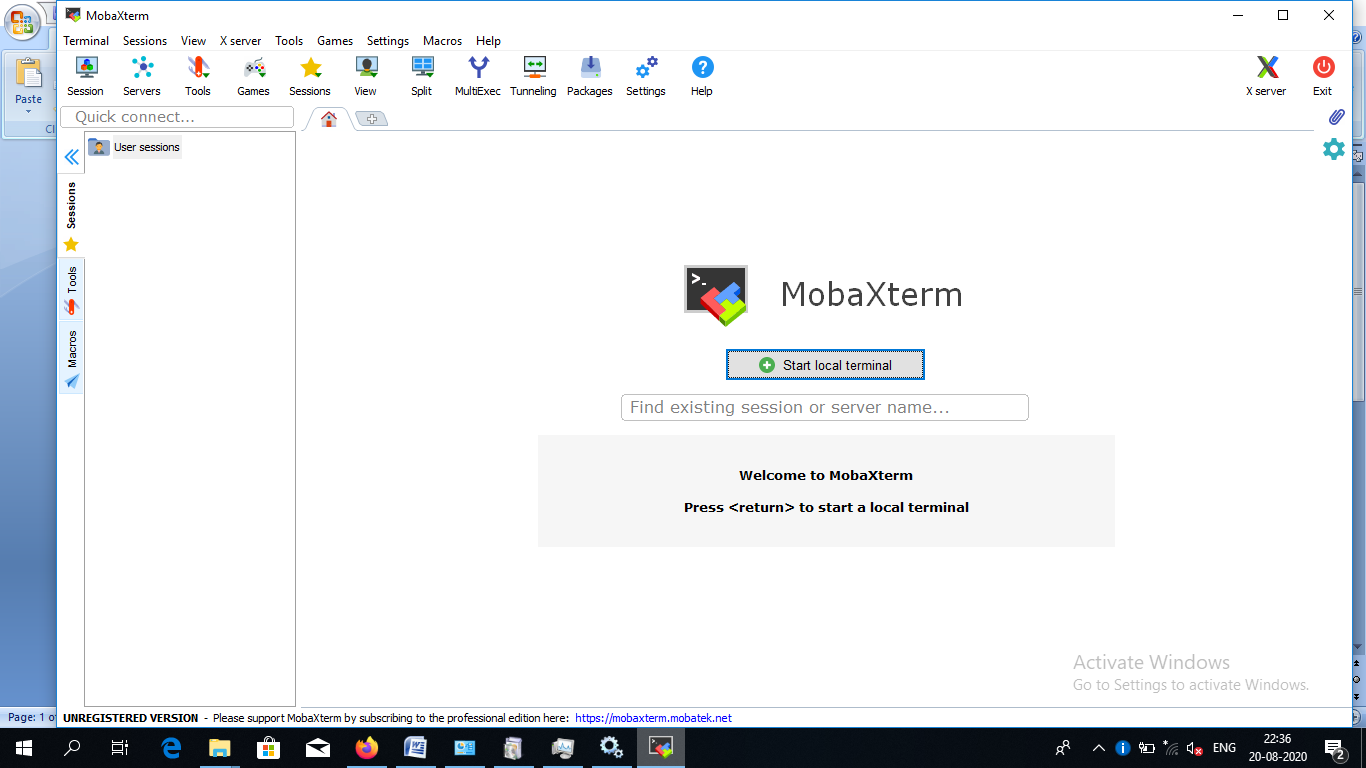 MobaXterm
Terminal Sessions View X server Tools Games Settings Macros Help
Session Servers Tools Games Sessions View Split MultiExec Tunneling Packages Settings Help X server Exit
Paste
Quick connect...
User sessions
Sessions
Tools
Macros
>_
MobaXterm
Start local terminal
Find existing session or server name...
Welcome to MobaXterm
Press <return> to start a local terminal
Activate Windows
Go to Settings to activate Windows.
Page: 1
UNREGISTERED VERSION - Please support MobaXterm by subscribing to the professional edition here: https://mobaxterm.mobatek.net
ENG
22:36
20-08-2020
2